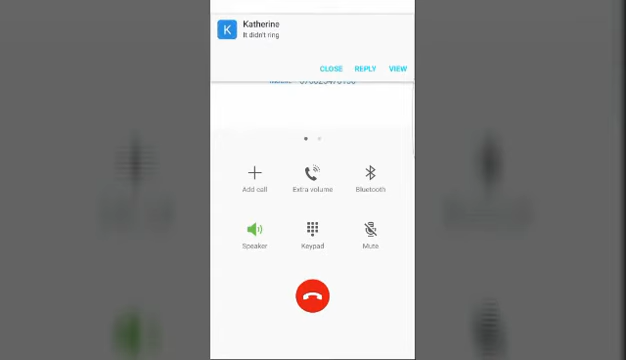 Katherine
It didn't ring
CLOSE REPLY VIEW
Add call Extra volume Bluetooth
Speaker Keypad Mute